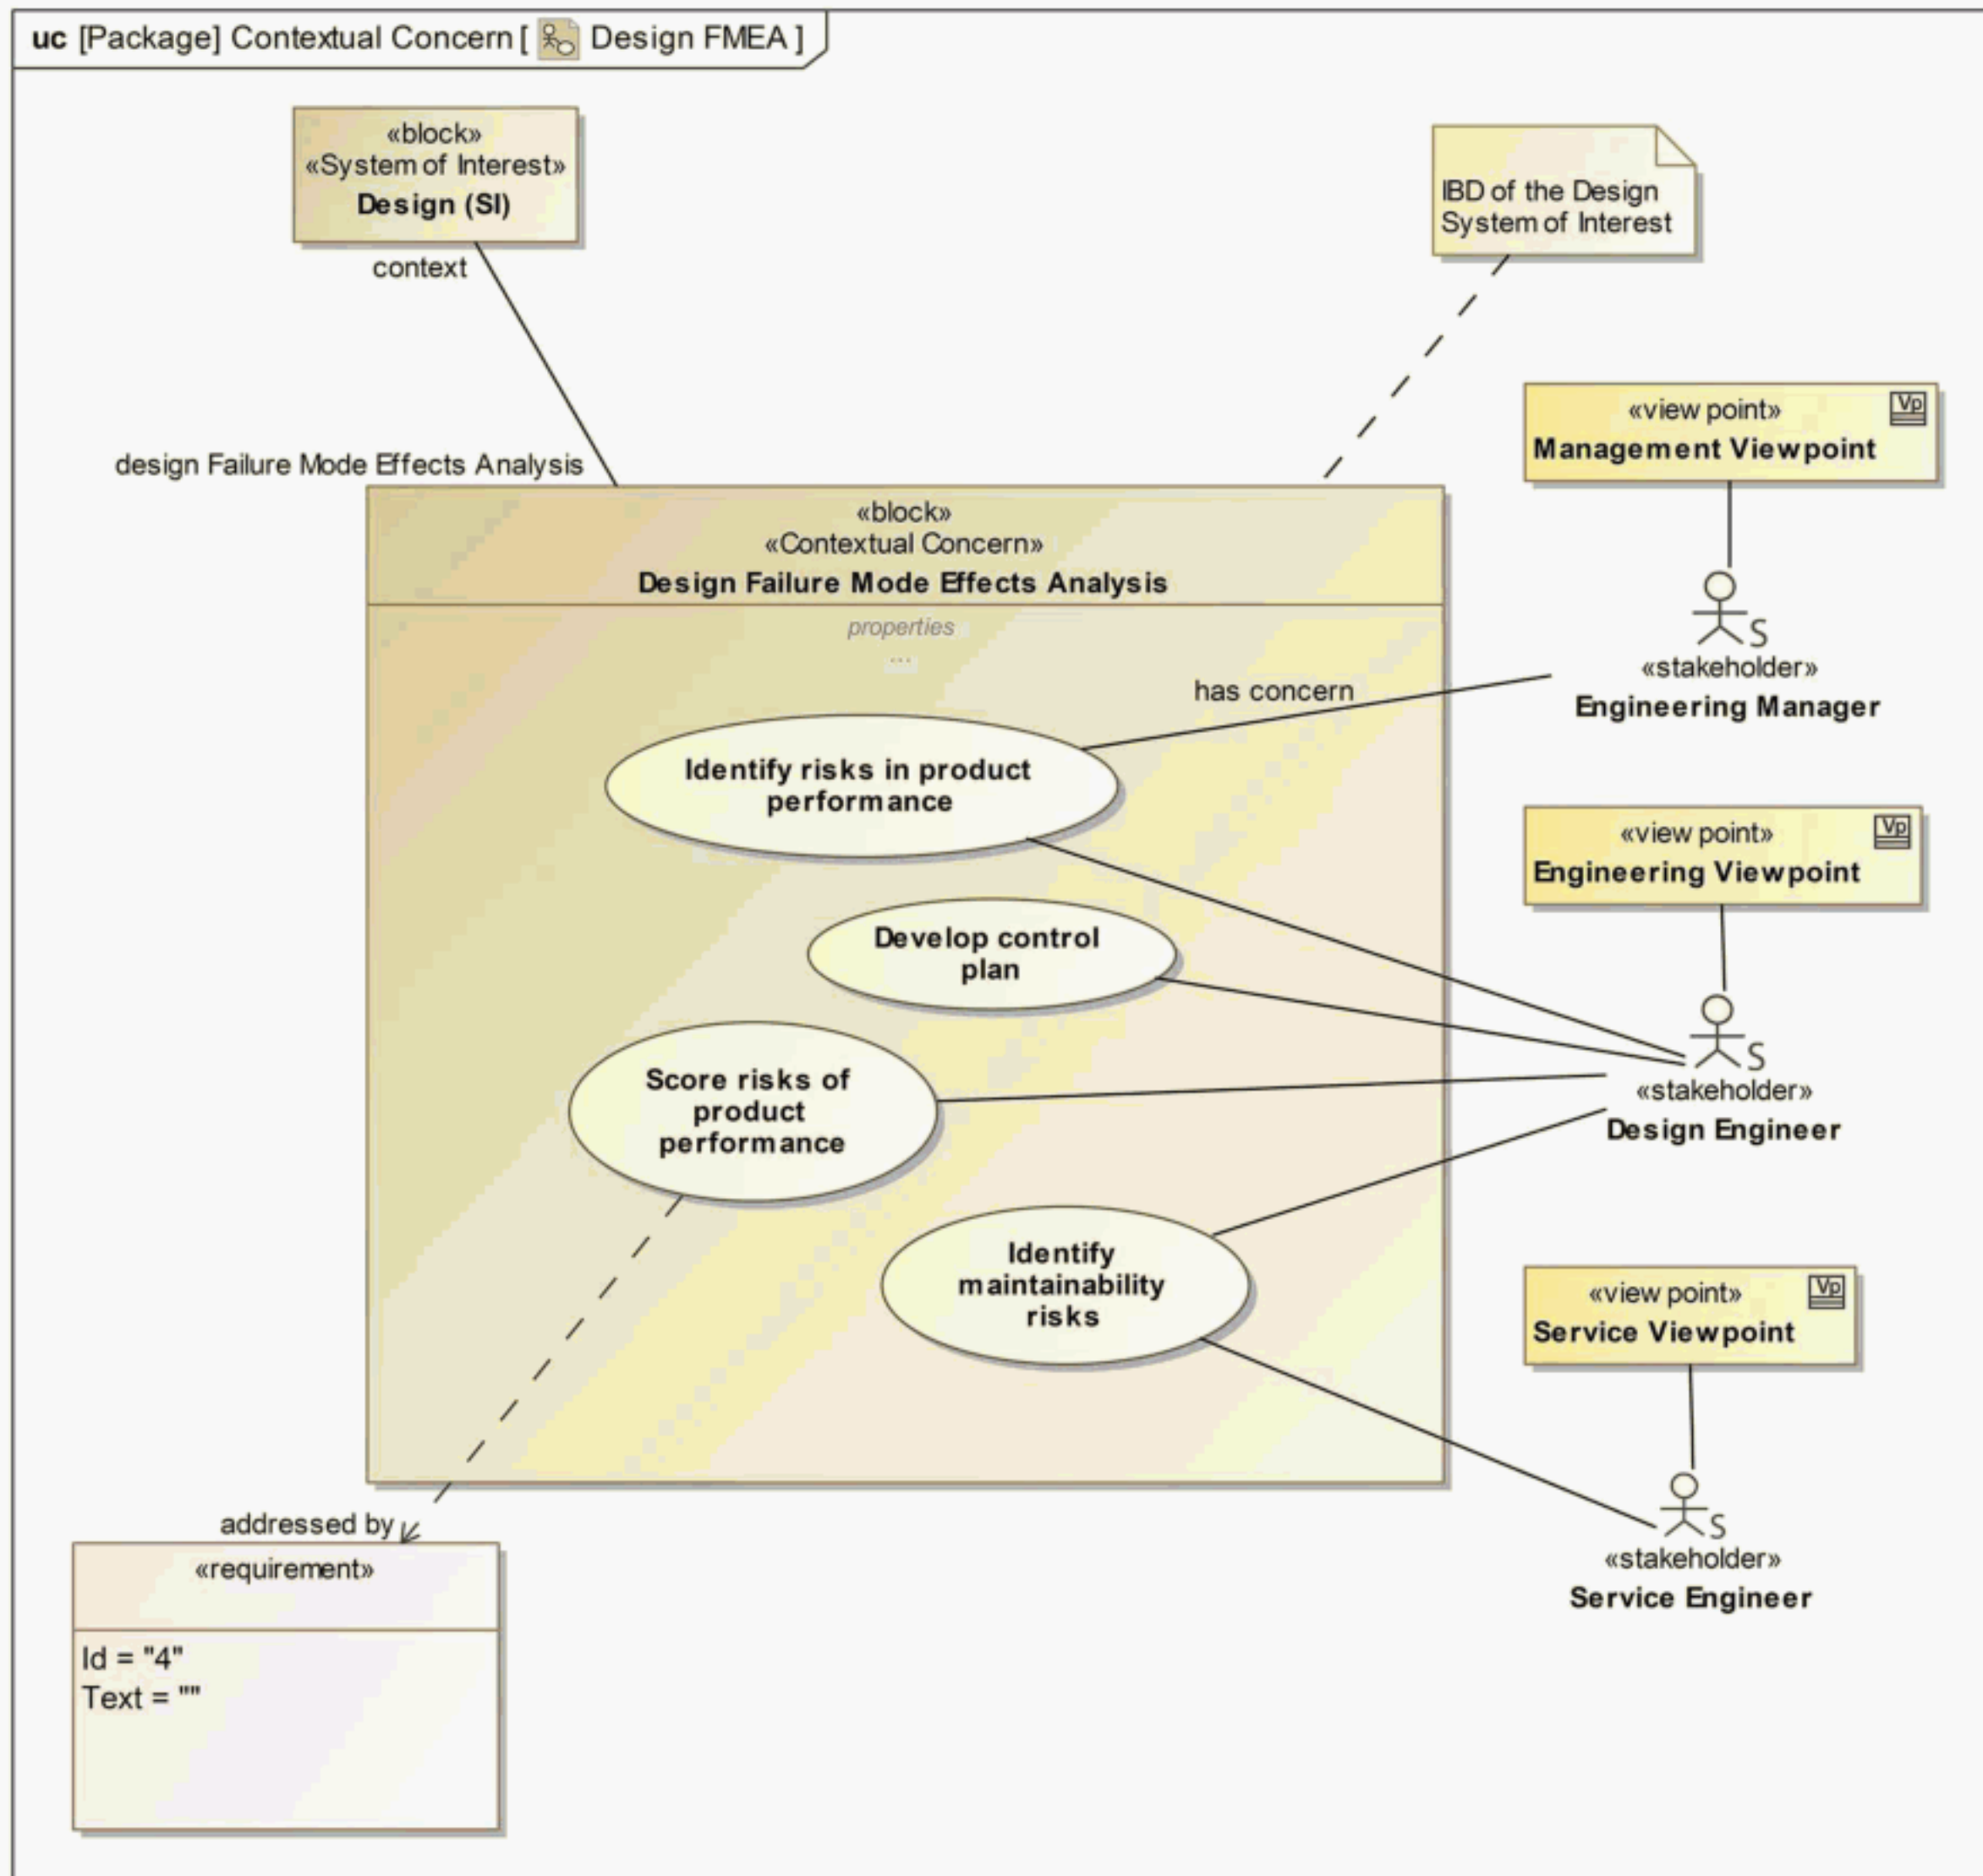 uc [Package] Contextual Concern [ Design FMEA ]
«block»
«System of Interest»
Design (SI)
context
IBD of the Design
System of Interest
design Failure Mode Effects Analysis
«view point»
Vp
Management Viewpoint
«block»
«Contextual Concern»
Design Failure Mode Effects Analysis
properties
...
S
«stakeholder»
Engineering Manager
has concern
Identify risks in product
performance
«view point»
Vp
Engineering Viewpoint
Develop control
plan
S
«stakeholder»
Design Engineer
Score risks of
product
performance
Identify
maintainability
risks
«view point»
Vp
Service Viewpoint
S
«stakeholder»
Service Engineer
addressed by
«requirement»
Id = "4"
Text = ""